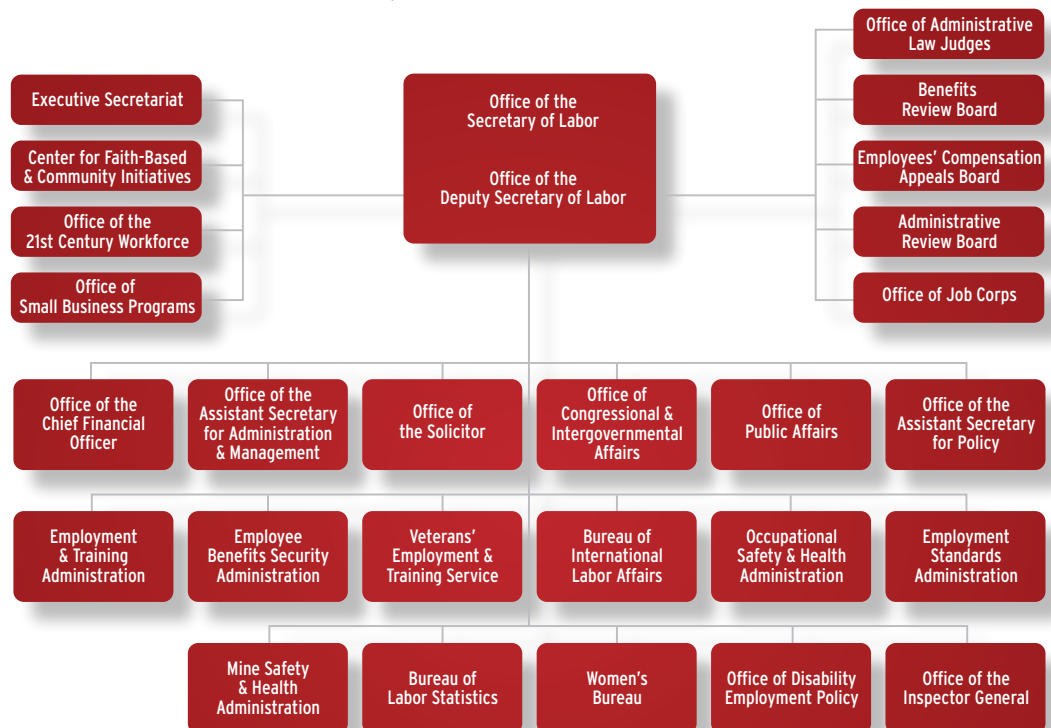 Office of Administrative
Law Judges
Executive Secretariat
Office of the
Secretary of Labor
Office of the
Deputy Secretary of Labor
Benefits
Review Board
Center for Faith-Based
& Community Initiatives
Employees' Compensation
Appeals Board
Office of the
21st Century Workforce
Administrative
Review Board
Office of
Small Business Programs
Office of Job Corps
Office of the
Chief Financial
Officer
Office of the
Assistant Secretary
for Administration
& Management
Office of
the Solicitor
Office of
Congressional &
Intergovernmental
Affairs
Office of
Public Affairs
Office of the
Assistant Secretary
for Policy
Employment
& Training
Administration
Employee
Benefits Security
Administration
Veterans'
Employment &
Training Service
Bureau of
International
Labor Affairs
Occupational
Safety & Health
Administration
Employment
Standards
Administration
Mine Safety
& Health
Administration
Bureau of
Labor Statistics
Women's
Bureau
Office of Disability
Employment Policy
Office of the
Inspector General